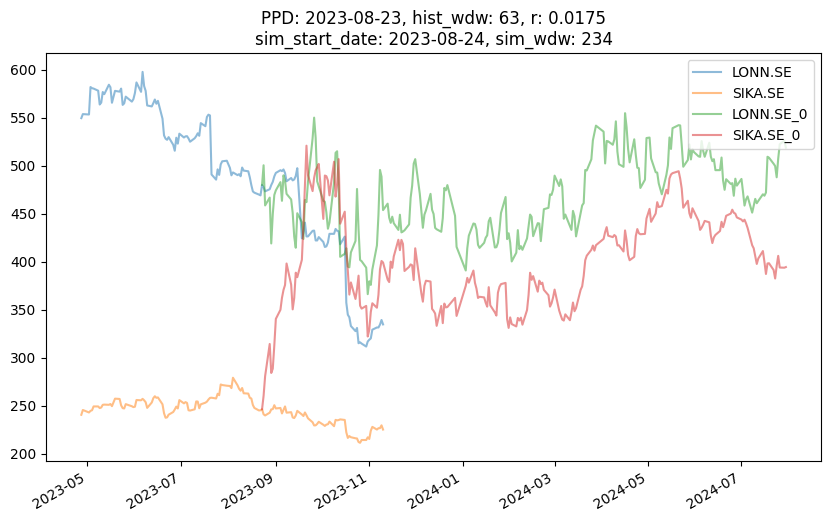 PPD: 2023-08-23, hist_wdw: 63, r: 0.0175
sim_start_date: 2023-08-24, sim_wdw: 234
600
550
500
450
400
350
300
250
200
LONN.SE
SIKA.SE
LONN.SE_0
SIKA.SE_0
2023-05
2023-07
2023-09
2023-11
2024-01
2024-03
2024-05
2024-07